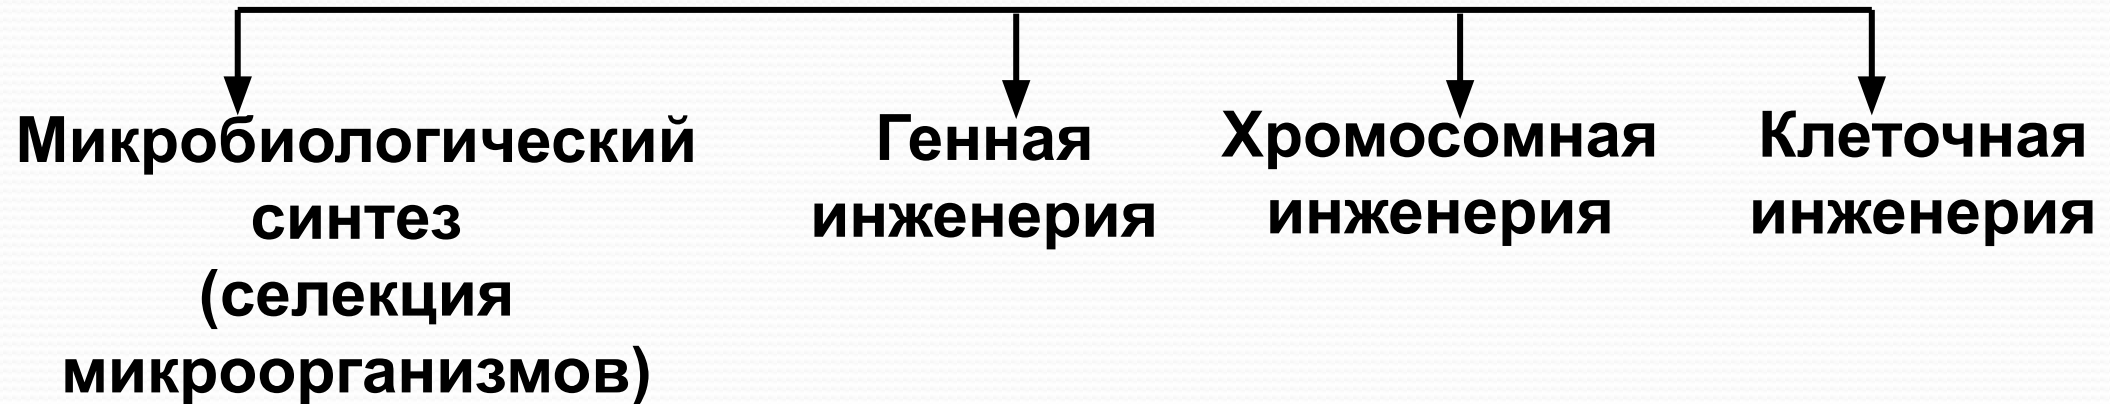 Микробиологический
синтез
(селекция
микроорганизмов)
Генная
инженерия
Хромосомная
инженерия
Клеточная
инженерия